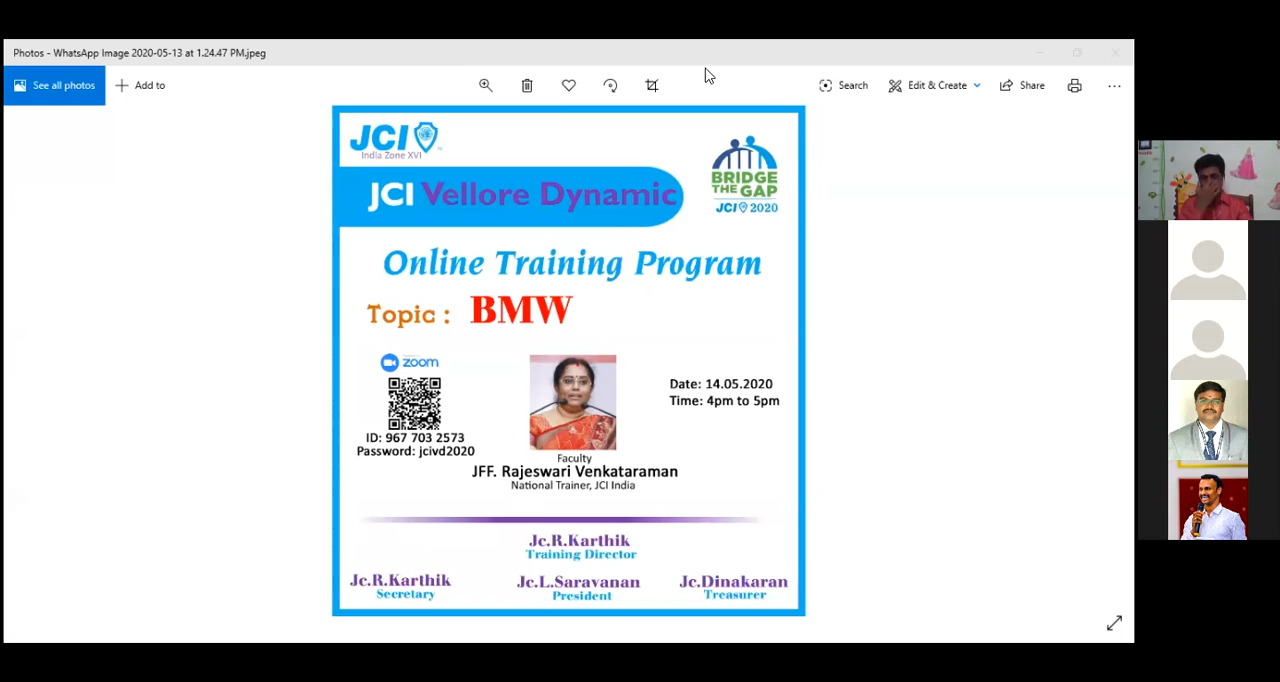 Photos - WhatsApp Image 2020-05-13 at 1.24.47 PM.jpeg
See all photos
Add to
Search
Edit & Create
Share
JCI
India Zone XVI
JCI Vellore Dynamic
BRIDGE
THE GAP
JCI 2020
Online Training Program
Topic : BMW
zoom
ID: 967 703 2573
Password: jcivd2020
Date: 14.05.2020
Time: 4pm to 5pm
Faculty
JFF. Rajeswari Venkataraman
National Trainer, JCI India
Jc.R.Karthik
Training Director
Jc.R.Karthik
Secretary
Jc.L.Saravanan
President
Jc.Dinakaran
Treasurer